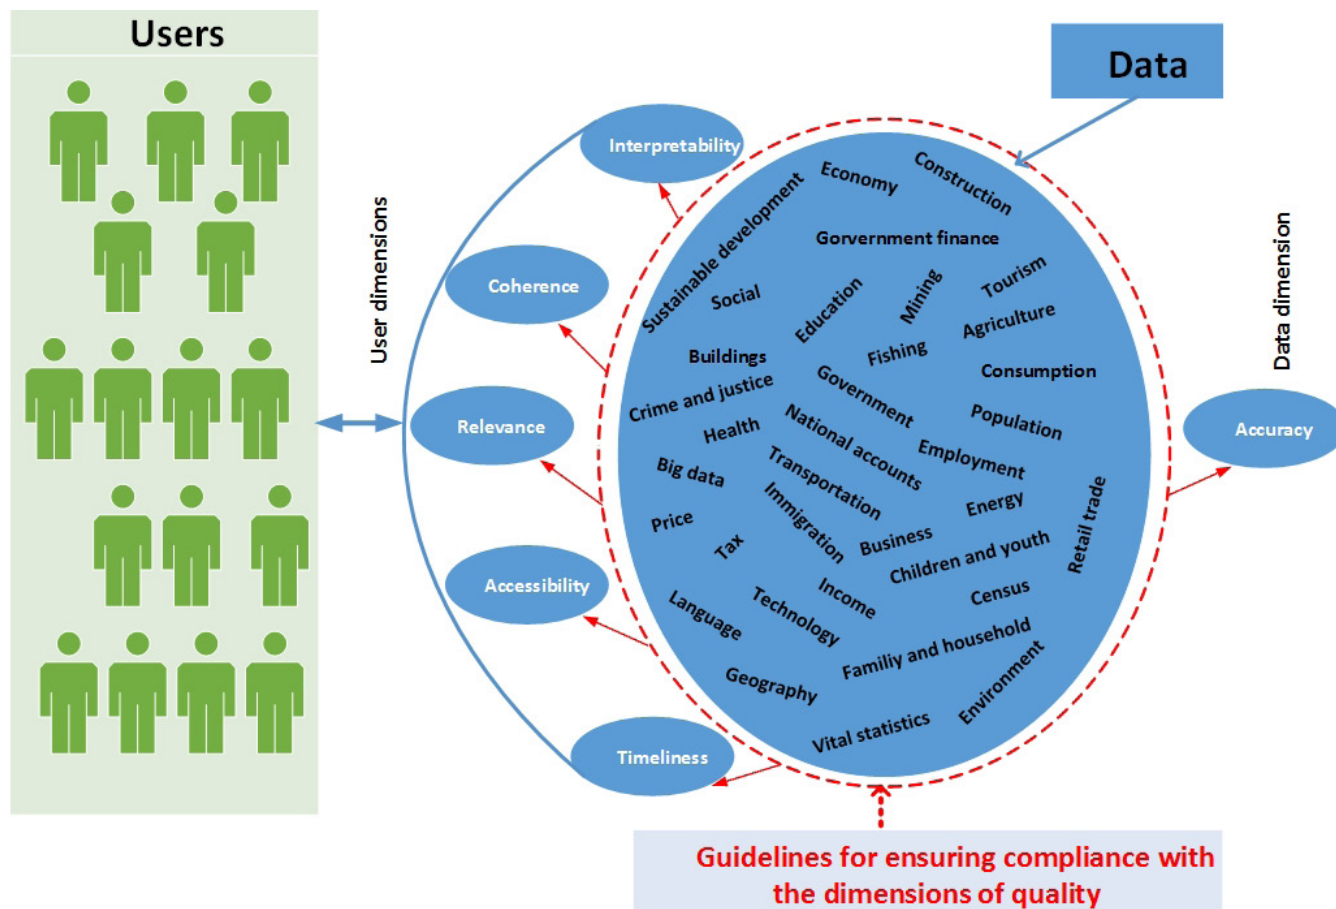 Users
Data
Interpretability
Coherence
Relevance
Accessibility
Timeliness
User dimensions
Economy
Construction
Sustainable development
Gorvernment finance
Social
Education
Mining
Tourism
Agriculture
Buildings
Fishing
Consumption
Crime and justice
Government
Population
Health
National accounts
Employment
Big data
Transportation
Energy
Price
Immigration
Retail trade
Tax
Business
Children and youth
Income
Census
Language
Technology
Familiy and household
Geography
Environment
Vital statistics
Data dimension
Accuracy
Guidelines for ensuring compliance with
the dimensions of quality